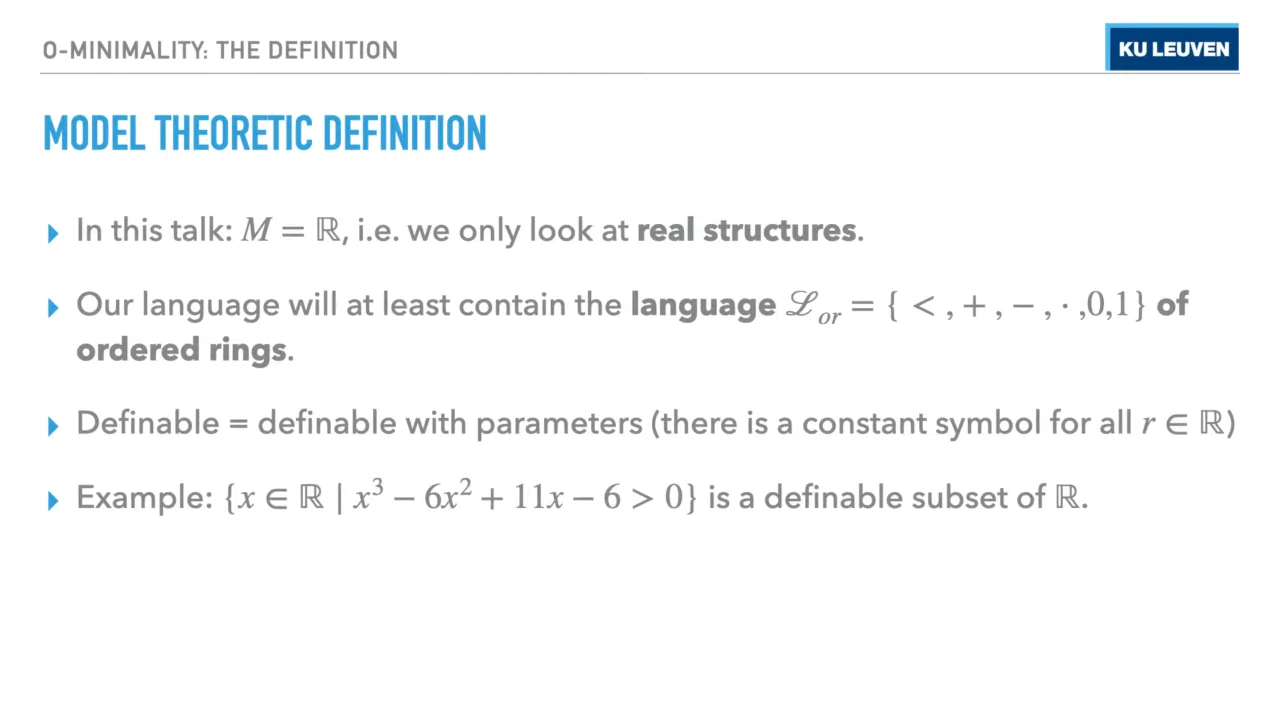 O-MINIMALITY: THE DEFINITION
KU LEUVEN
MODEL THEORETIC DEFINITION
▸ In this talk: M = ℝ, i.e. we only look at real structures.
▸ Our language will at least contain the language ℒ_or = { < , + , − , · ,0,1} of
ordered rings.
▸ Definable = definable with parameters (there is a constant symbol for all r ∈ ℝ)
▸ Example: {x ∈ ℝ | x³ − 6x² + 11x − 6 > 0} is a definable subset of ℝ.